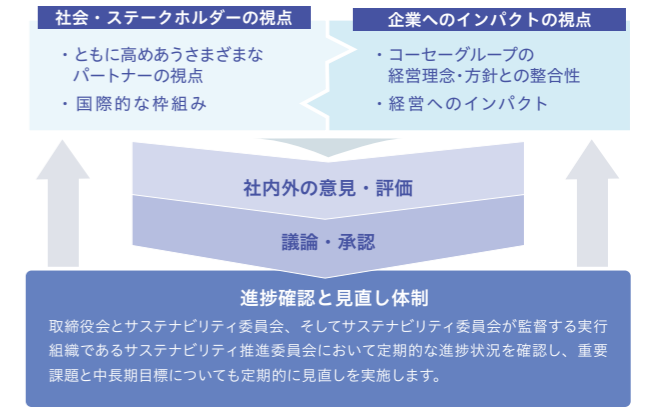 社会・ステークホルダーの視点
・ともに高めあうさまざまな
パートナーの視点
・国際的な枠組み
企業へのインパクトの視点
・コーセーグループの
経営理念・方針との整合性
・経営へのインパクト
社内外の意見・評価
議論・承認
進捗確認と見直し体制
取締役会とサステナビリティ委員会、そしてサステナビリティ委員会が監督する実行
組織であるサステナビリティ推進委員会において定期的な進捗状況を確認し、重要
課題と中長期目標についても定期的に見直しを実施します。